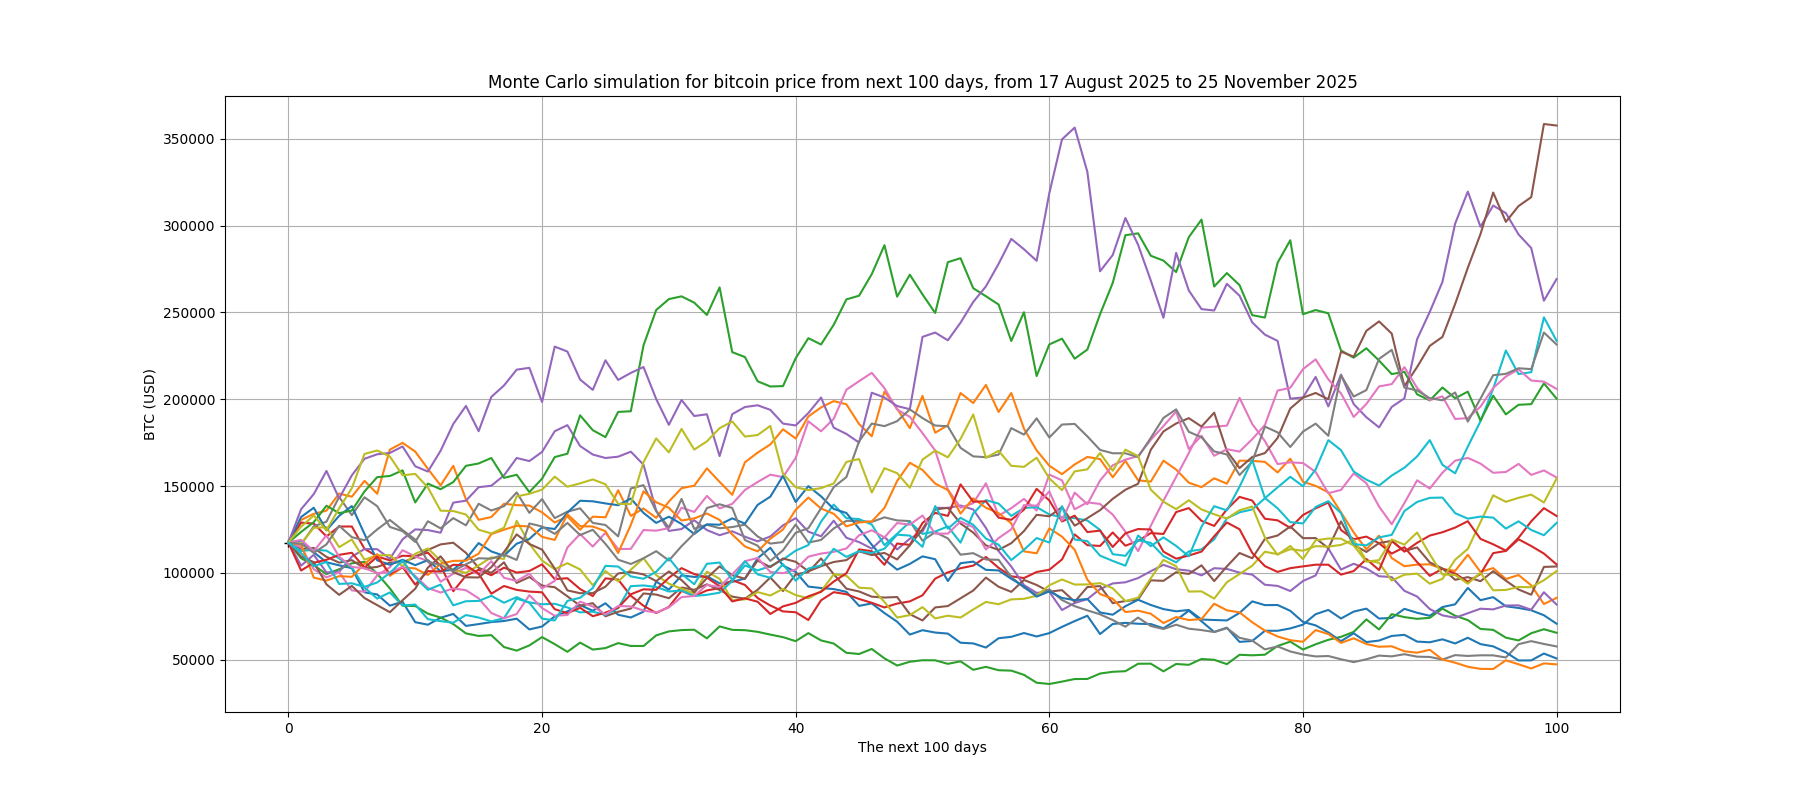 Monte Carlo simulation for bitcoin price from next 100 days, from 17 August 2025 to 25 November 2025
350000
300000
250000
200000
150000
100000
50000
BTC (USD)
0 20 40 60 80 100
The next 100 days